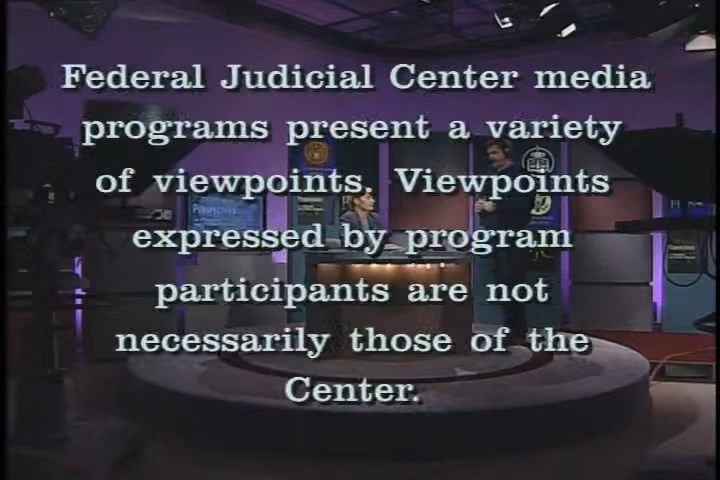 Federal Judicial Center media
programs present a variety
of viewpoints. Viewpoints
expressed by program
participants are not
necessarily those of the
Center.